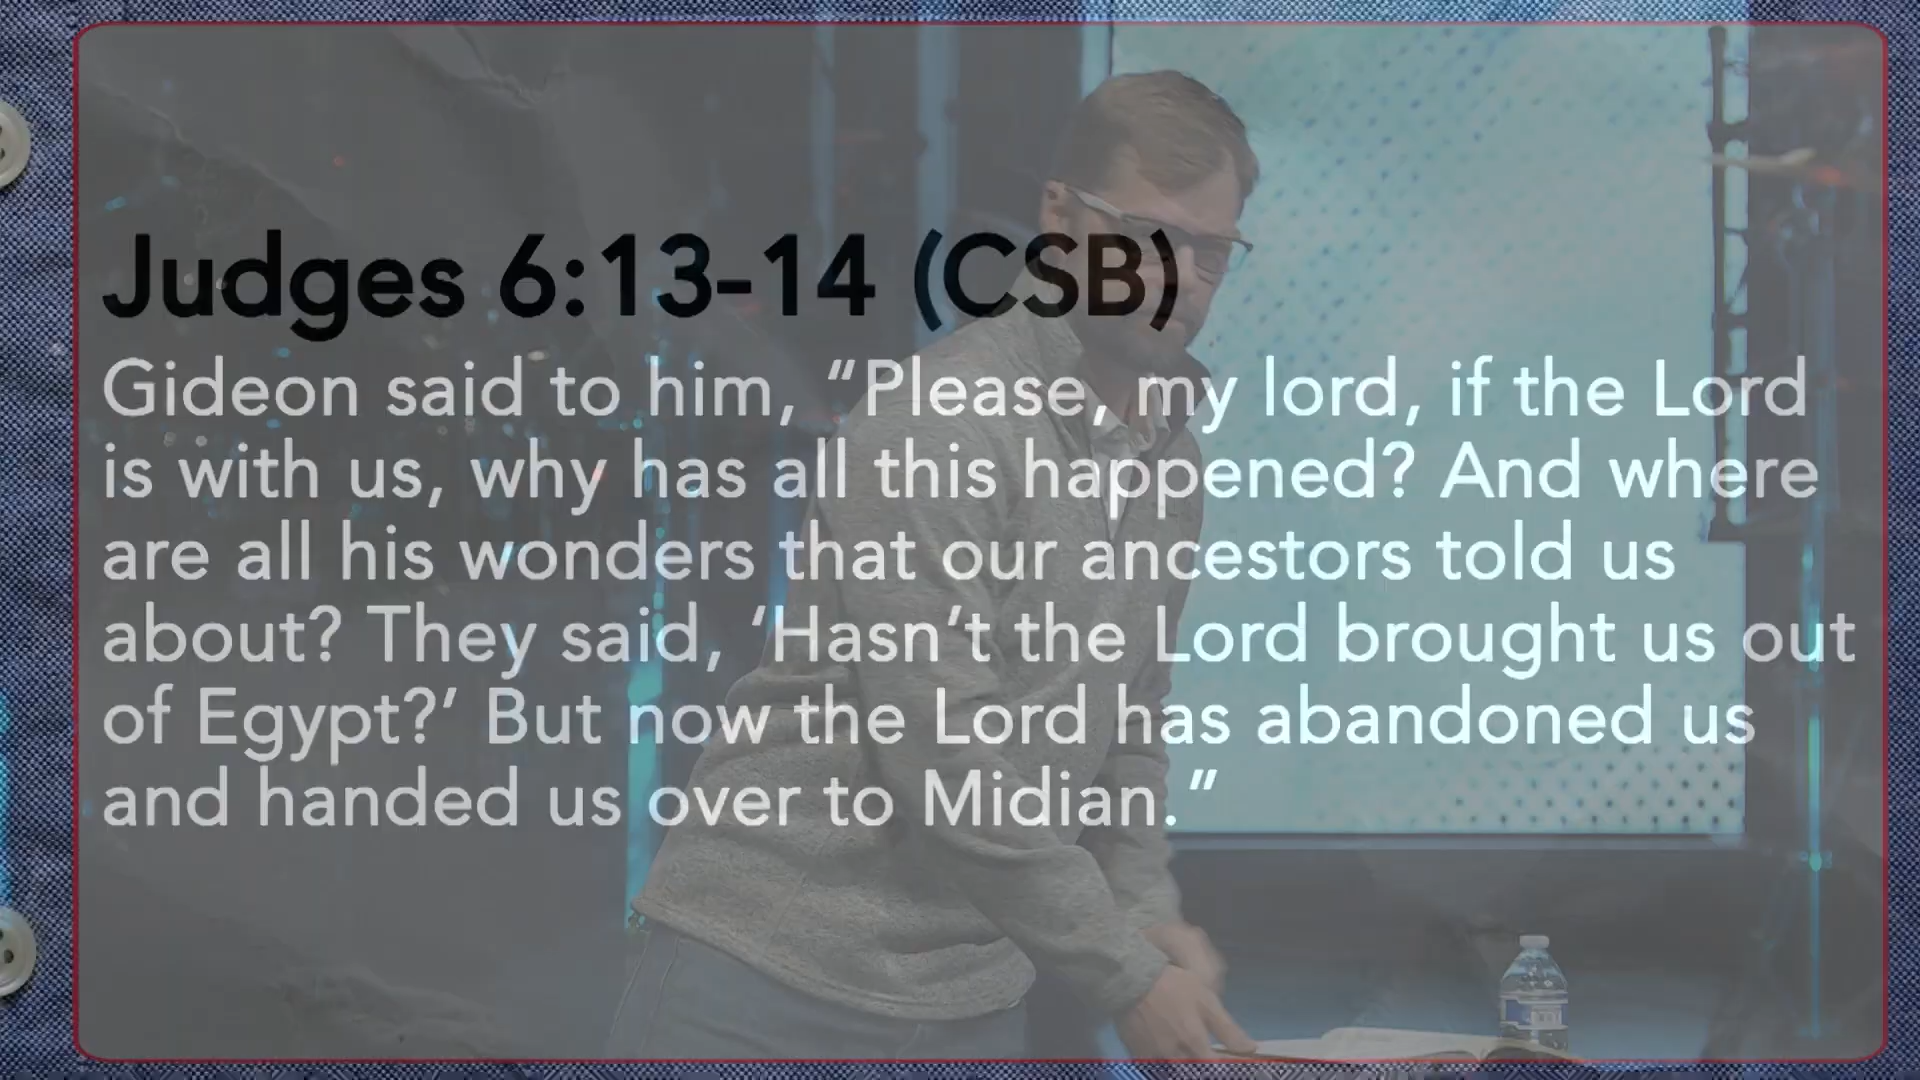 Judges 6:13-14 (CSB)
Gideon said to him, “Please, my lord, if the Lord
is with us, why has all this happened? And where
are all his wonders that our ancestors told us
about? They said, ‘Hasn’t the Lord brought us out
of Egypt?’ But now the Lord has abandoned us
and handed us over to Midian.”